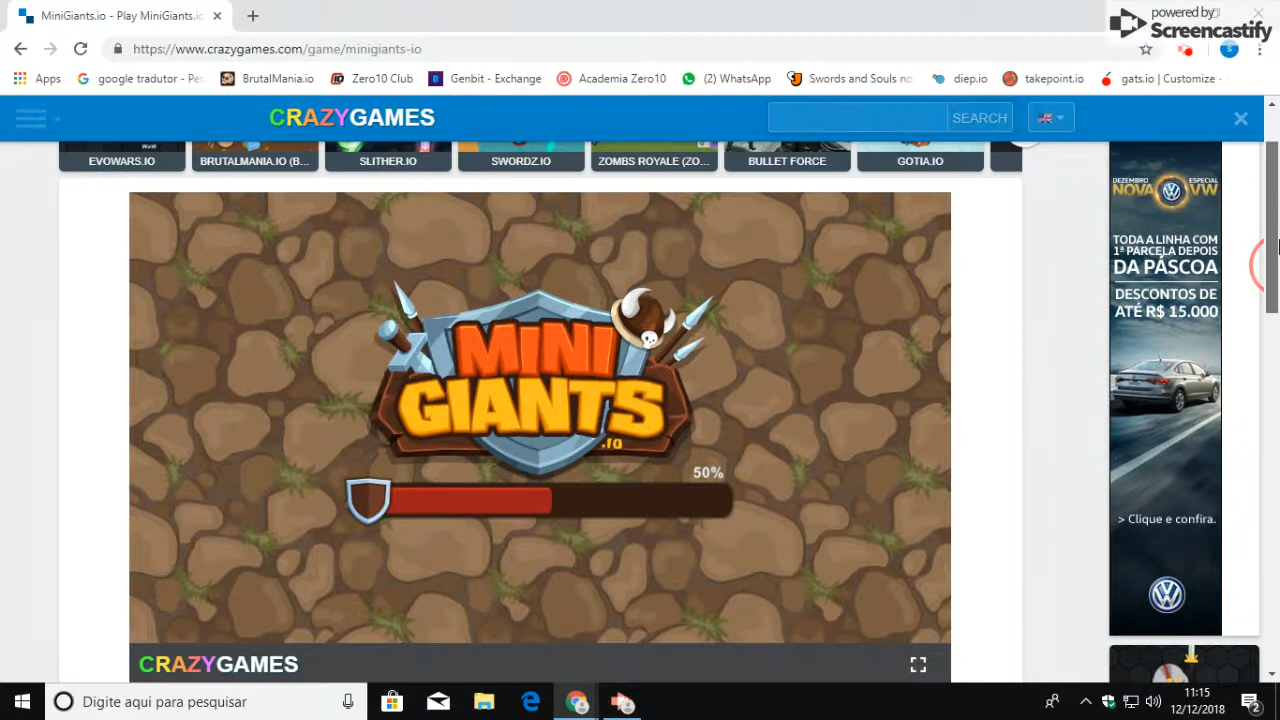 MiniGiants.io - Play MiniGiants.io
powered by
Screencastify
https://www.crazygames.com/game/minigiants-io
Apps
google tradutor - Pes
BrutalMania.io
Zero10 Club
Genbit - Exchange
Academia Zero10
(2) WhatsApp
Swords and Souls no
diep.io
takepoint.io
gats.io | Customize -
CRAZYGAMES
SEARCH
EVOWARS.IO
BRUTALMANIA.IO (B...
SLITHER.IO
SWORDZ.IO
ZOMBS ROYALE (ZO...
BULLET FORCE
GOTIA.IO
MINI
GIANTS
.IO
50%
CRAZYGAMES
DEZEMBRO ESPECIAL
NOVA VW
TODA A LINHA COM
1ª PARCELA DEPOIS
DA PÁSCOA
DESCONTOS DE
ATÉ R$ 15.000
> Clique e confira.
Digite aqui para pesquisar
11:15
12/12/2018
2